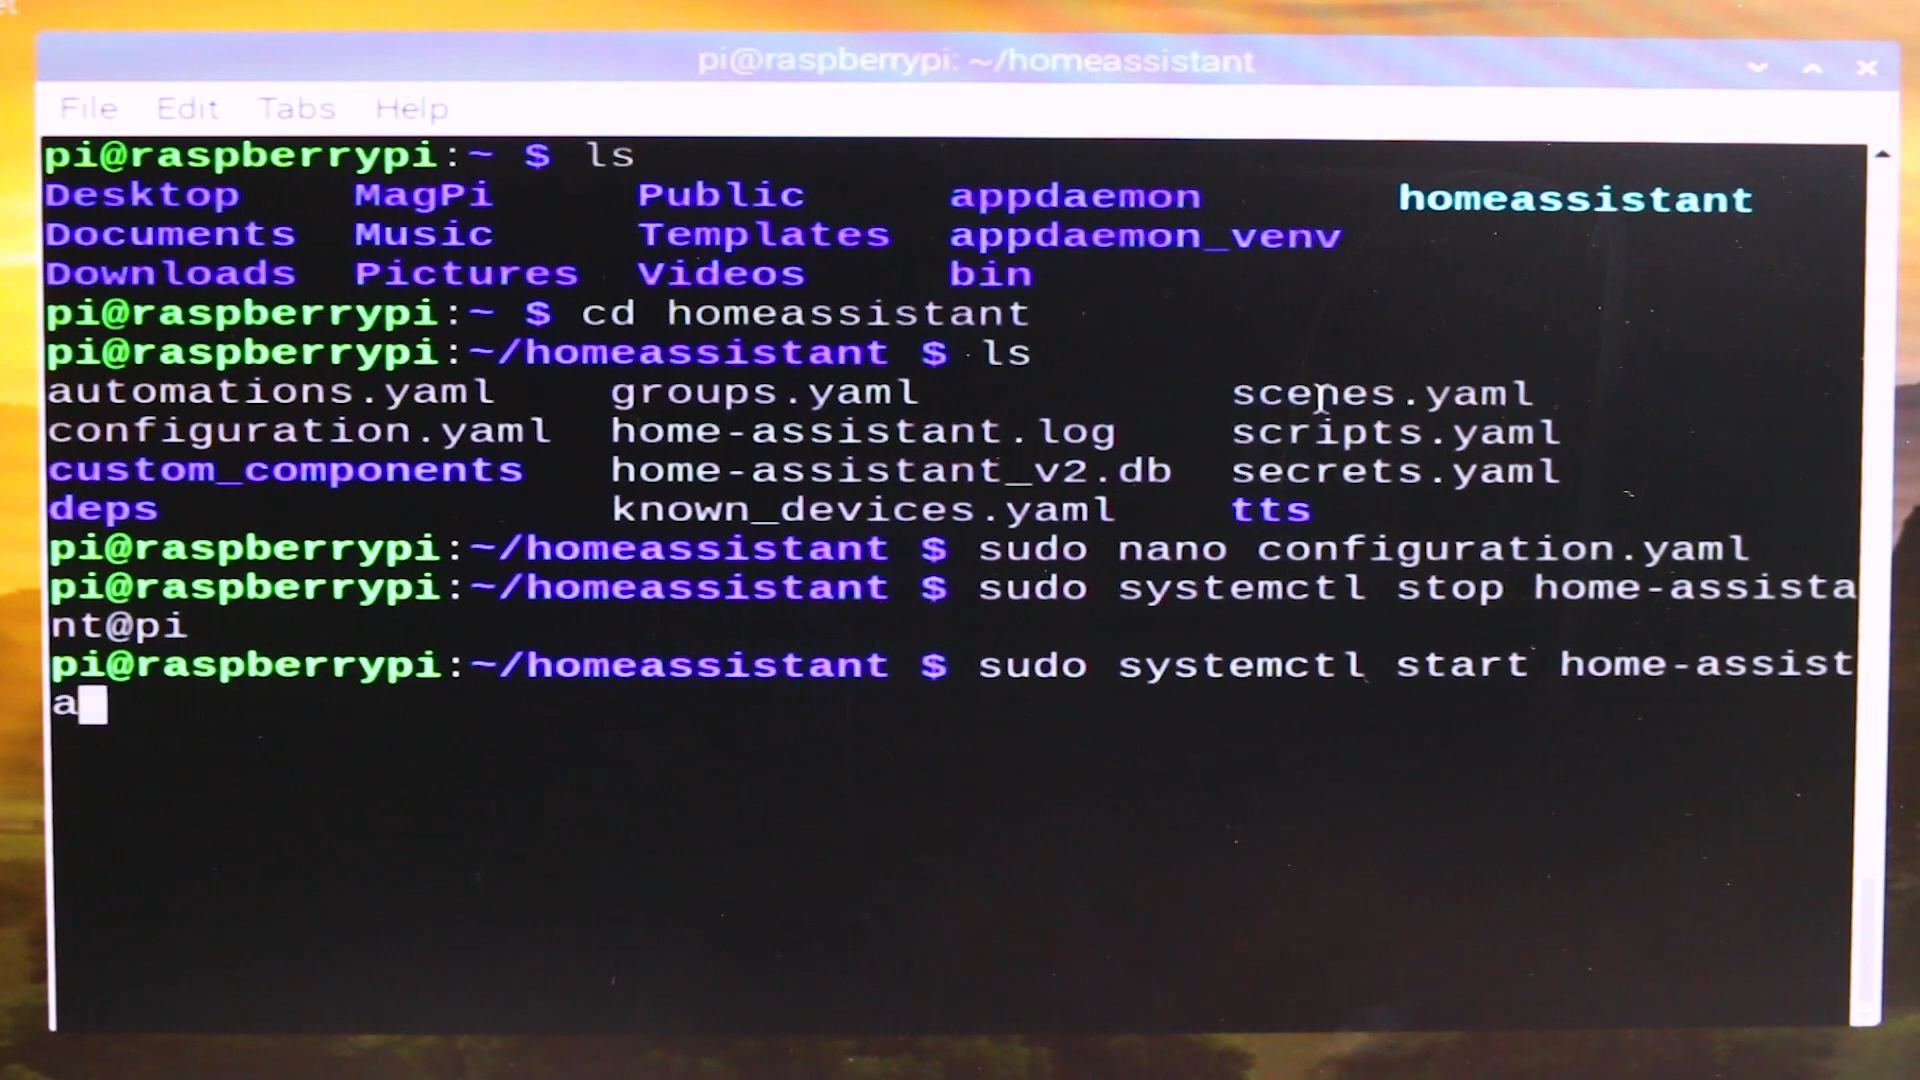 et
pi@raspberrypi: ~/homeassistant
File Edit Tabs Help
pi@raspberrypi:~ $ ls
Desktop MagPi Public appdaemon homeassistant
Documents Music Templates appdaemon_venv
Downloads Pictures Videos bin
pi@raspberrypi:~ $ cd homeassistant
pi@raspberrypi:~/homeassistant $ ls
automations.yaml groups.yaml scenes.yaml
configuration.yaml home-assistant.log scripts.yaml
custom_components home-assistant_v2.db secrets.yaml
deps known_devices.yaml tts
pi@raspberrypi:~/homeassistant $ sudo nano configuration.yaml
pi@raspberrypi:~/homeassistant $ sudo systemctl stop home-assista
nt@pi
pi@raspberrypi:~/homeassistant $ sudo systemctl start home-assist
a